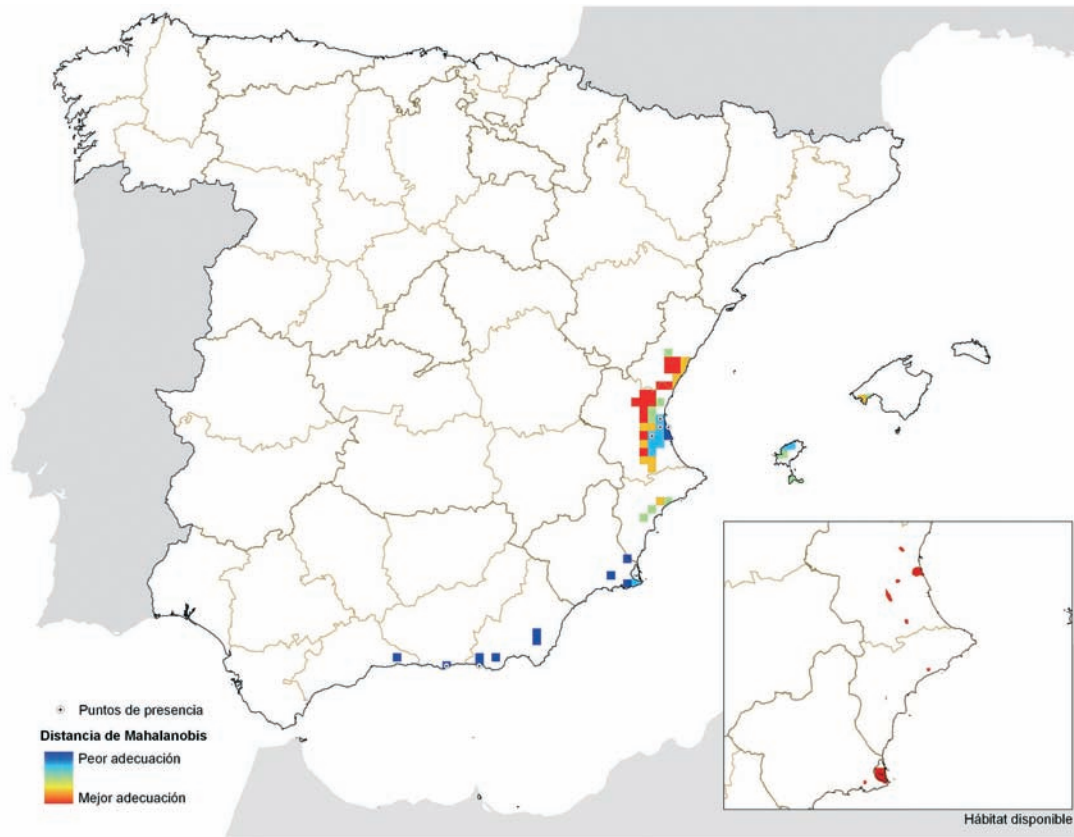 Puntos de presencia
Distancia de Mahalanobis
Peor adecuación
Mejor adecuación
Hábitat disponible